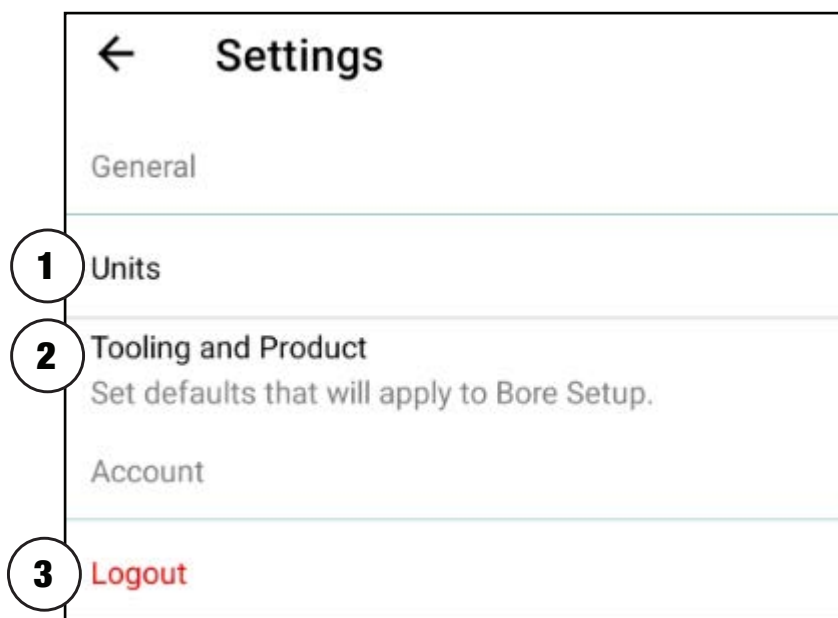 Settings
General
1 Units
2 Tooling and Product
Set defaults that will apply to Bore Setup.
Account
3 Logout